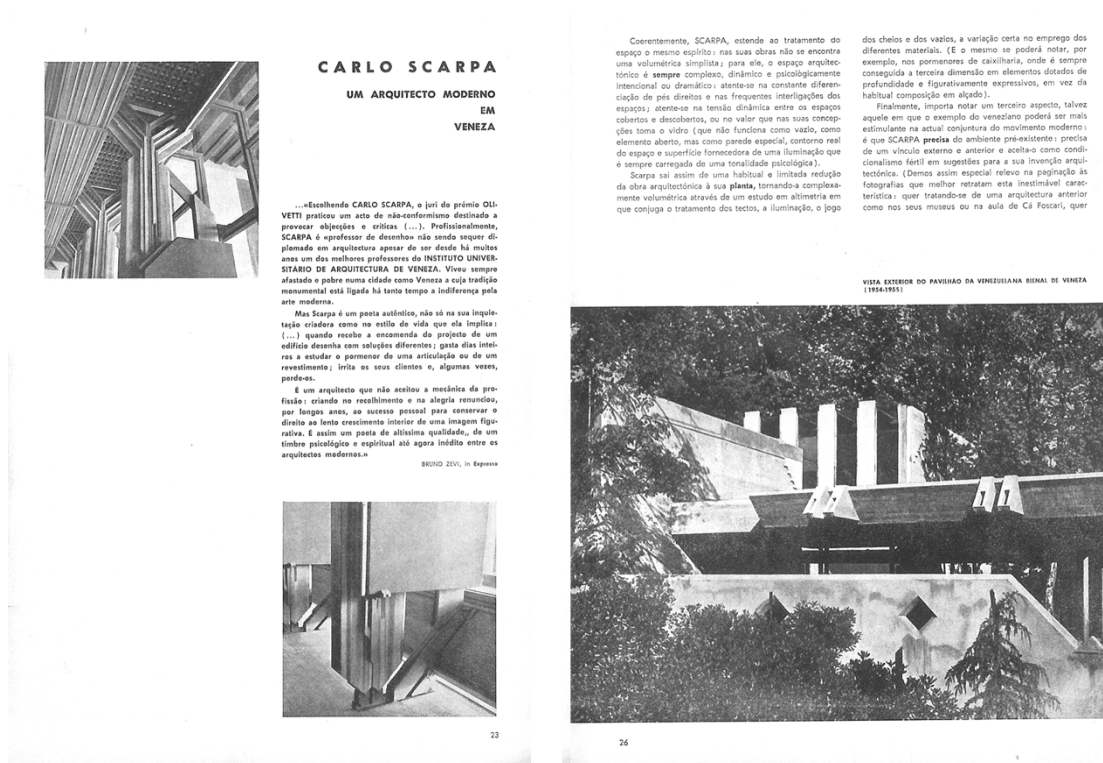 CARLO SCARPA
UM ARQUITECTO MODERNO
EM
VENEZA
...«Escolhendo CARLO SCARPA, o juri do prémio OLI-
VETTI praticou um acto de não-conformismo destinado a
provocar objecções e críticas (...). Profissionalmente,
SCARPA é «professor de desenho» não sendo sequer di-
plomado em arquitectura apesar de ser desde há muitos
anos um dos melhores professores do INSTITUTO UNIVER-
SITÁRIO DE ARQUITECTURA DE VENEZA. Viveu sempre
afastado e pobre numa cidade como Veneza a cuja tradição
monumental está ligada há tanto tempo a indiferença pela
arte moderna.
Mas Scarpa é um poeta autêntico, não só na sua inquie-
tação criadora como no estilo de vida que ela implica:
(...) quando recebe a encomenda do projecto de um
edifício desenha com soluções diferentes; gasta dias intei-
ros a estudar o pormenor de uma articulação ou de um
revestimento; irrita os seus clientes e, algumas vezes,
perde-os.
É um arquitecto que não aceitou a mecânica da pro-
fissão: criando no recolhimento e na alegria renunciou,
por longos anos, ao sucesso pessoal para conservar o
direito ao lento crescimento interior de uma imagem figu-
rativa. É assim um poeta de altíssima qualidade,, de um
timbre psicológico e espiritual até agora inédito entre os
arquitectos modernos.»
BRUNO ZEVI, in Expresso
23
Coerentemente, SCARPA, estende ao tratamento do
espaço o mesmo espírito: nas suas obras não se encontra
uma volumétrica simplista; para ele, o espaço arquitec-
tónico é sempre complexo, dinâmico e psicològicamente
intencional ou dramático: atente-se na constante diferen-
ciação de pés direitos e nas frequentes interligações dos
espaços; atente-se na tensão dinâmica entre os espaços
cobertos e descobertos, ou no valor que nas suas concep-
ções toma o vidro (que não funciona como vazio, como
elemento aberto, mas como parede especial, contorno real
do espaço e superfície fornecedora de uma iluminação que
é sempre carregada de uma tonalidade psicológica).
Scarpa sai assim de uma habitual e limitada redução
da obra arquitectónica à sua planta, tornando-a complexa-
mente volumétrica através de um estudo em altimetria em
que conjuga o tratamento dos tectos, a iluminação, o jogo
dos cheios e dos vazios, a variação certa no emprego dos
diferentes materiais. (E o mesmo se poderá notar, por
exemplo, nos pormenores de caixilharia, onde é sempre
conseguida a terceira dimensão em elementos dotados de
profundidade e figurativamente expressivos, em vez da
habitual composição em alçado).
Finalmente, importa notar um terceiro aspecto, talvez
aquele em que o exemplo do veneziano poderá ser mais
estimulante na actual conjuntura do movimento moderno:
é que SCARPA precisa do ambiente pré-existente: precisa
de um vínculo externo e anterior e aceita-o como condi-
cionalismo fértil em sugestões para a sua invenção arqui-
tectónica. (Demos assim especial relevo na paginação às
fotografias que melhor retratam esta inestimável carac-
terística: quer tratando-se de uma arquitectura anterior
como nos seus museus ou na aula de Cá Foscari, quer
VISTA EXTERIOR DO PAVILHÃO DA VENEZUELANA BIENAL DE VENEZA
(1954-1955)
26